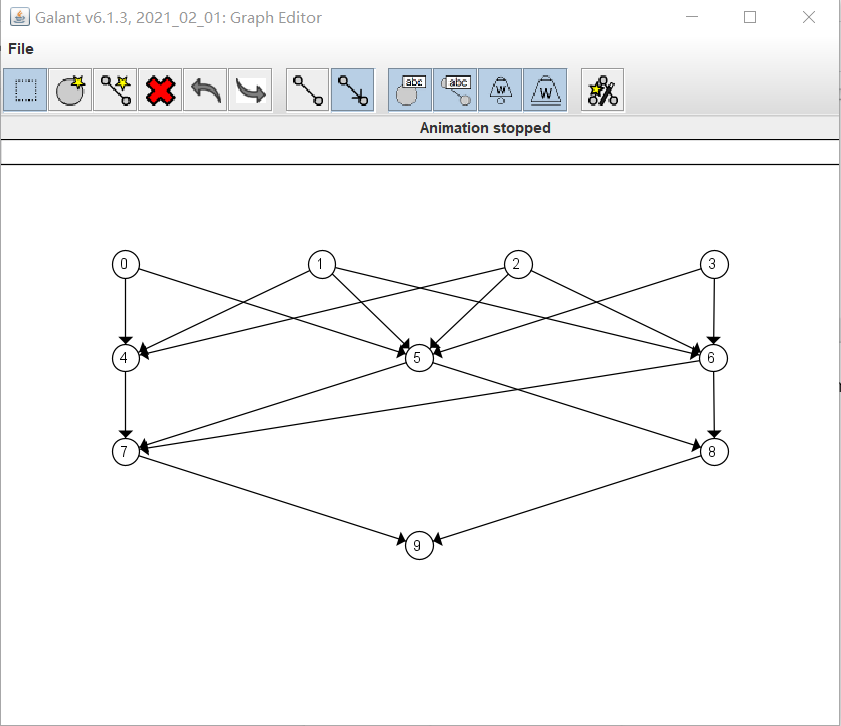 Galant v6.1.3, 2021_02_01: Graph Editor
File
abc abc W W
Animation stopped
0 1 2 3
4 5 6
7 8
9